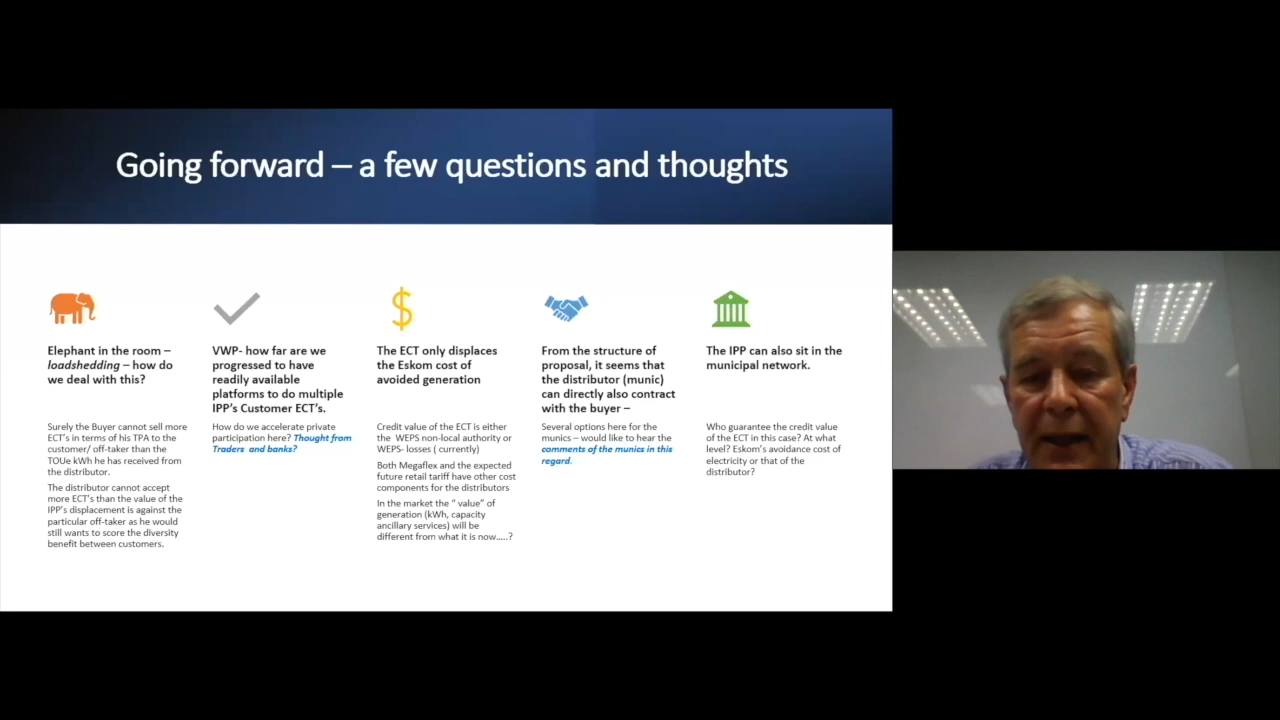 Going forward – a few questions and thoughts
Elephant in the room –
loadshedding – how do
we deal with this?
Surely the Buyer cannot sell more
ECT's in terms of his TPA to the
customer/ off-taker than the
TOUe kWh he has received from
the distributor.
The distributor cannot accept
more ECT's than the value of the
IPP's displacement is against the
particular off-taker as he would
still wants to score the diversity
benefit between customers.
VWP- how far are we
progressed to have
readily available
platforms to do multiple
IPP's Customer ECT's.
How do we accelerate private
participation here? Thought from
Traders and banks?
The ECT only displaces
the Eskom cost of
avoided generation
Credit value of the ECT is either
the WEPS non-local authority or
WEPS- losses ( currently)
Both Megaflex and the expected
future retail tariff have other cost
components for the distributors
In the market the " value" of
generation (kWh, capacity
ancillary services) will be
different from what it is now.....?
From the structure of
proposal, it seems that
the distributor (munic)
can directly also contract
with the buyer –
Several options here for the
munics – would like to hear the
comments of the munics in this
regard.
The IPP can also sit in the
municipal network.
Who guarantee the credit value
of the ECT in this case? At what
level? Eskom's avoidance cost of
electricity or that of the
distributor?